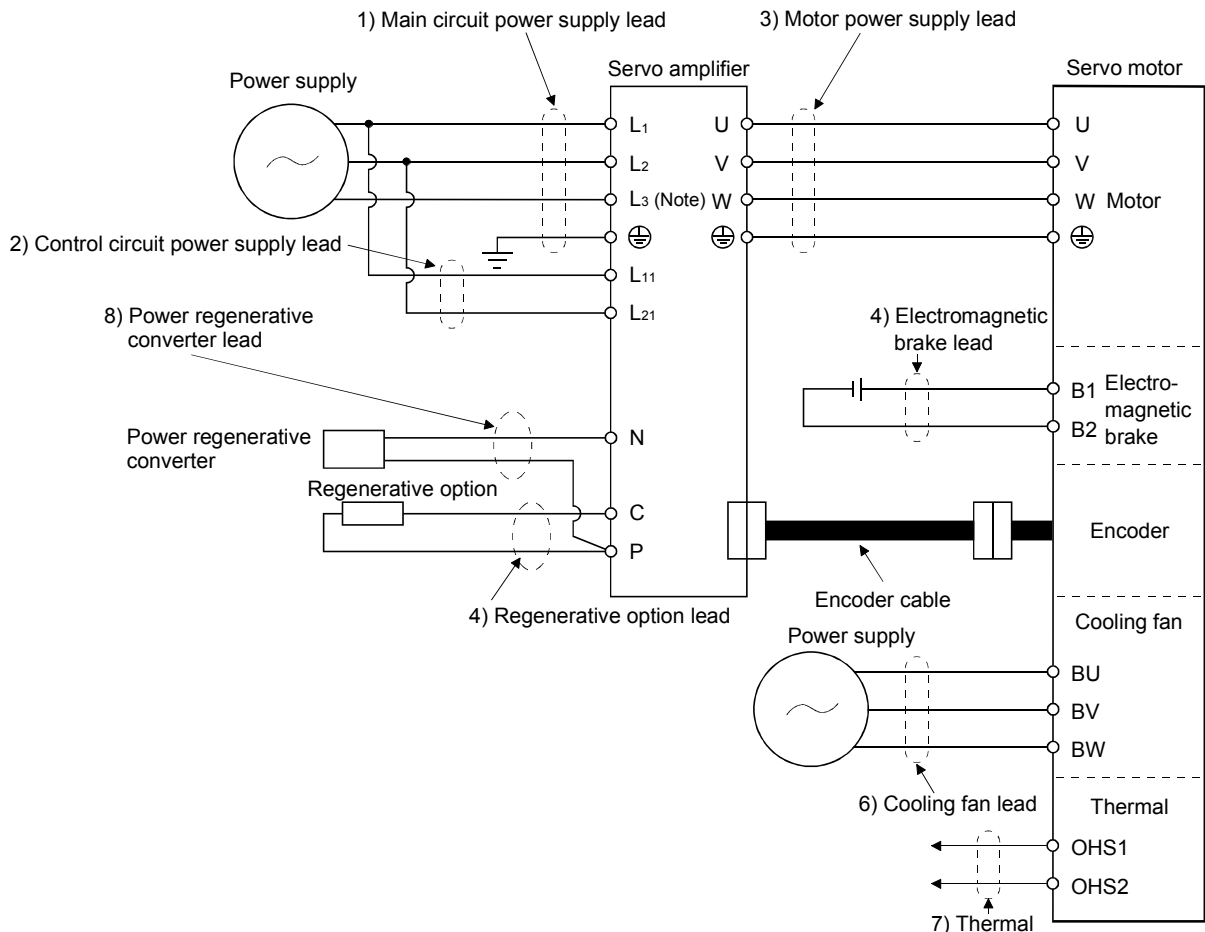 1) Main circuit power supply lead
3) Motor power supply lead
Servo amplifier
Servo motor
Power supply
L1
U
U
L2
V
V
L3 (Note)
W
W
Motor
2) Control circuit power supply lead
L11
L21
8) Power regenerative
converter lead
4) Electromagnetic
brake lead
B1
B2
Electro-
magnetic
brake
Power regenerative
converter
N
Regenerative option
C
P
4) Regenerative option lead
Encoder
Encoder cable
Cooling fan
Power supply
BU
BV
BW
6) Cooling fan lead
Thermal
OHS1
OHS2
7) Thermal